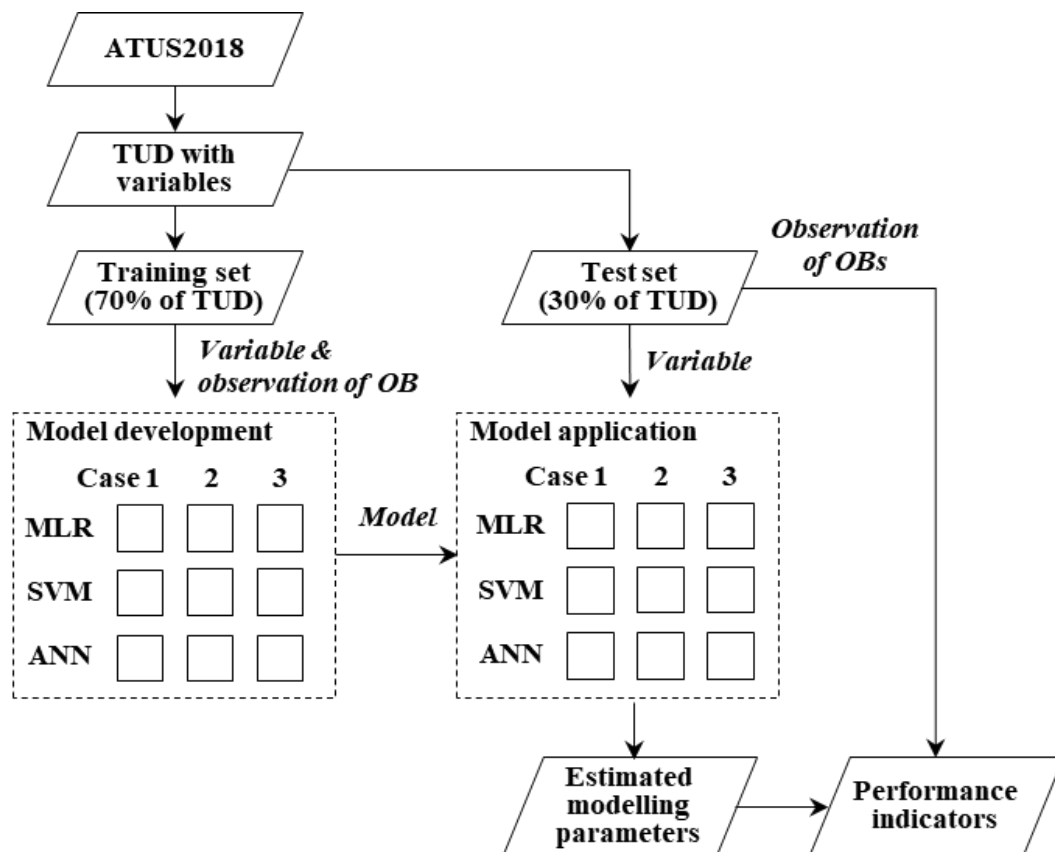 ATUS2018
TUD with
variables
Training set
(70% of TUD)
Test set
(30% of TUD)
Observation
of OBs
Variable &
observation of OB
Variable
Model development
Case 1 2 3
MLR
SVM
ANN
Model
Model application
Case 1 2 3
MLR
SVM
ANN
Estimated
modelling
parameters
Performance
indicators